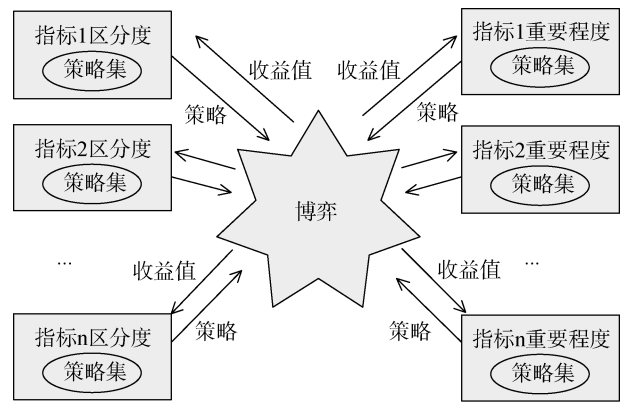 指标1区分度
策略集
指标1重要程度
策略集
收益值
收益值
策略
策略
指标2区分度
策略集
指标2重要程度
策略集
博弈
...
收益值
收益值
...
策略
策略
指标n区分度
策略集
指标n重要程度
策略集